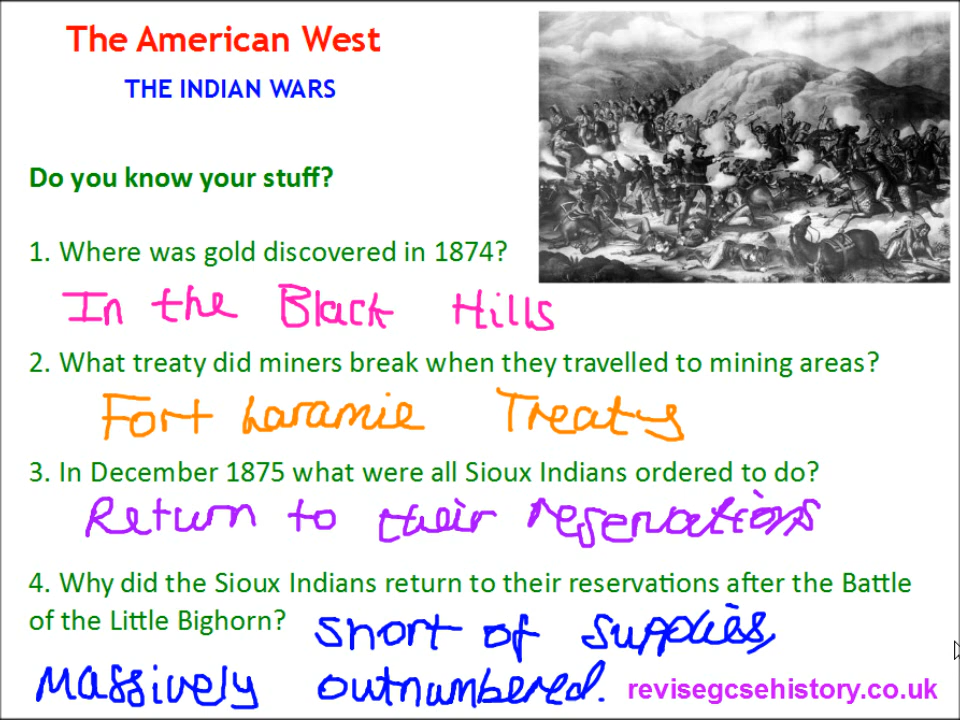 The American West
THE INDIAN WARS
Do you know your stuff?
1. Where was gold discovered in 1874?
In the Black Hills
2. What treaty did miners break when they travelled to mining areas?
Fort Laramie Treaty
3. In December 1875 what were all Sioux Indians ordered to do?
Return to their reservations
4. Why did the Sioux Indians return to their reservations after the Battle
of the Little Bighorn? Short of supplies,
Massively outnumbered.
revisegcsehistory.co.uk